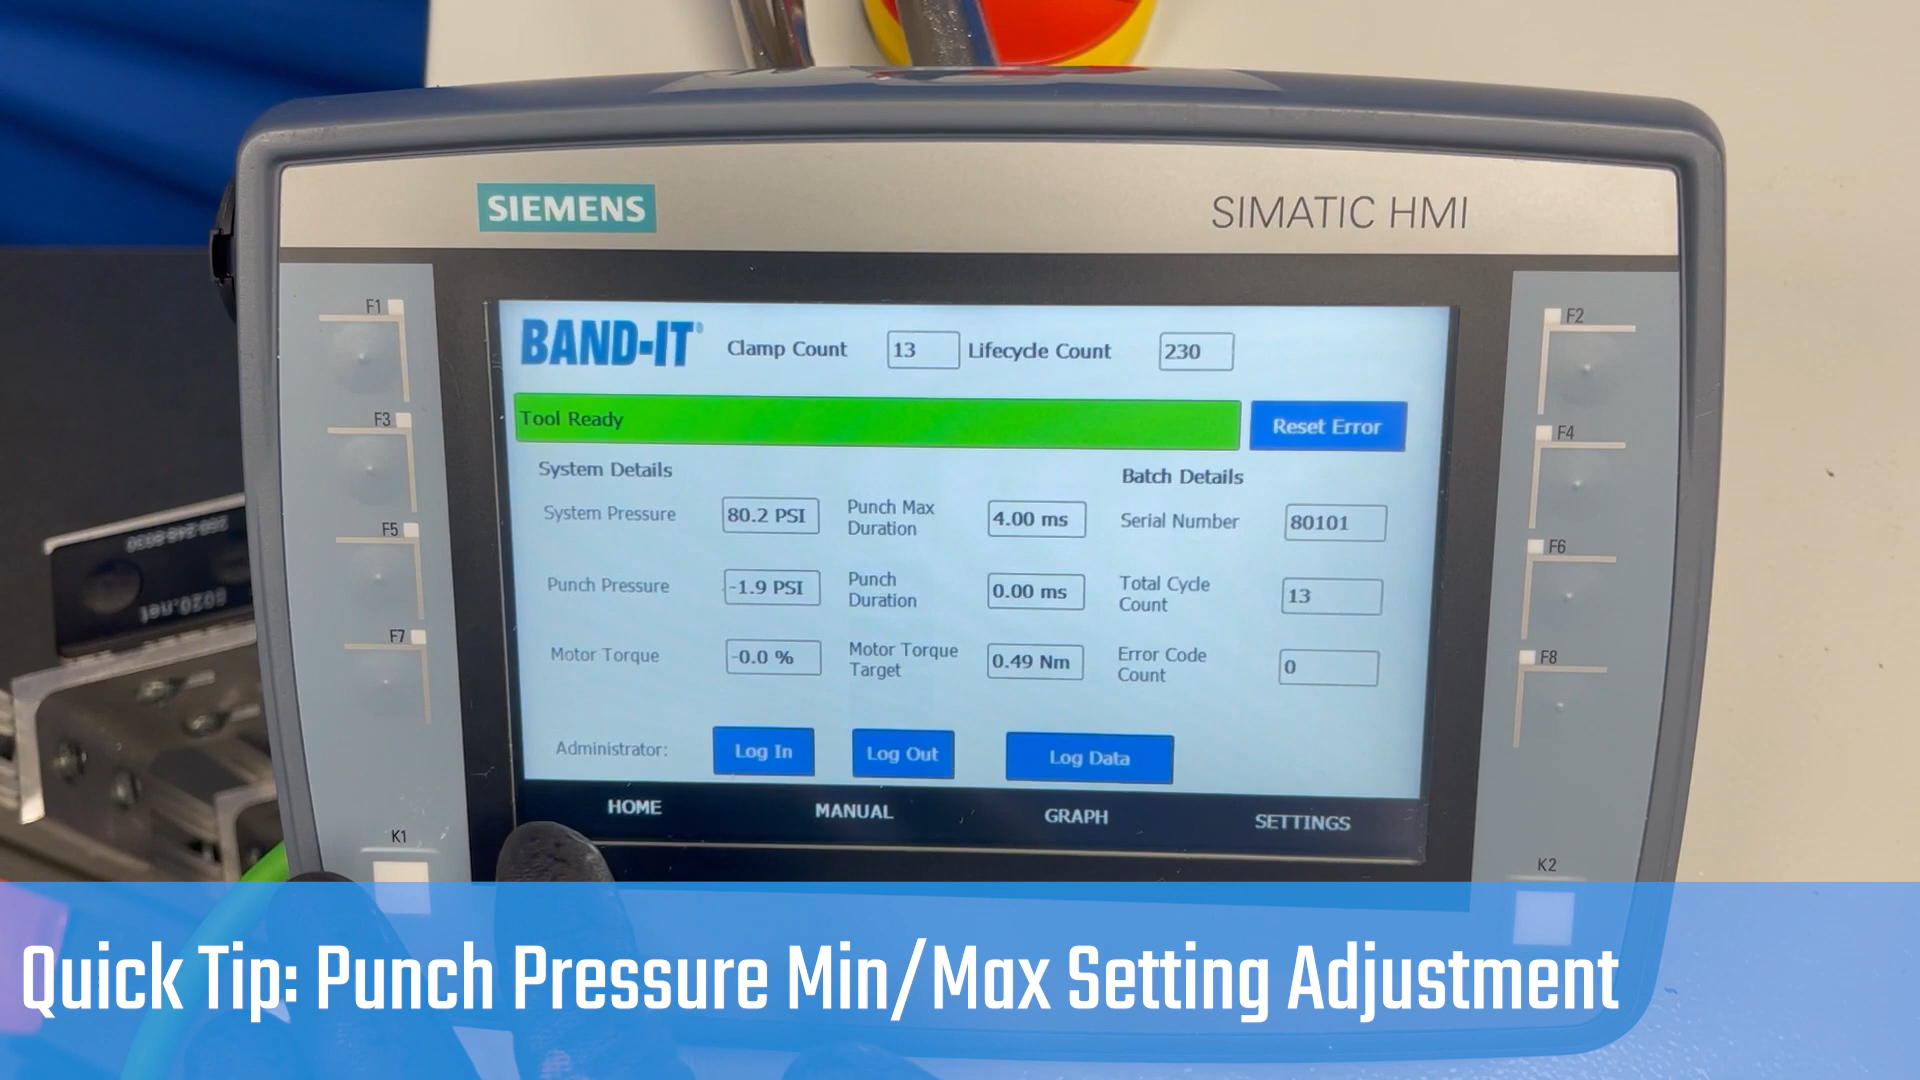 SIEMENS
SIMATIC HMI
F1
F2
F3
F4
F5
F6
F7
F8
K1
K2
BAND-IT®
Clamp Count 13 Lifecycle Count 230
Tool Ready
Reset Error
System Details
Batch Details
System Pressure 80.2 PSI
Punch Max Duration 4.00 ms
Serial Number 80101
Punch Pressure -1.9 PSI
Punch Duration 0.00 ms
Total Cycle Count 13
Motor Torque -0.0 %
Motor Torque Target 0.49 Nm
Error Code Count 0
Administrator: Log In Log Out Log Data
HOME MANUAL GRAPH SETTINGS
8020.net
Quick Tip: Punch Pressure Min/Max Setting Adjustment